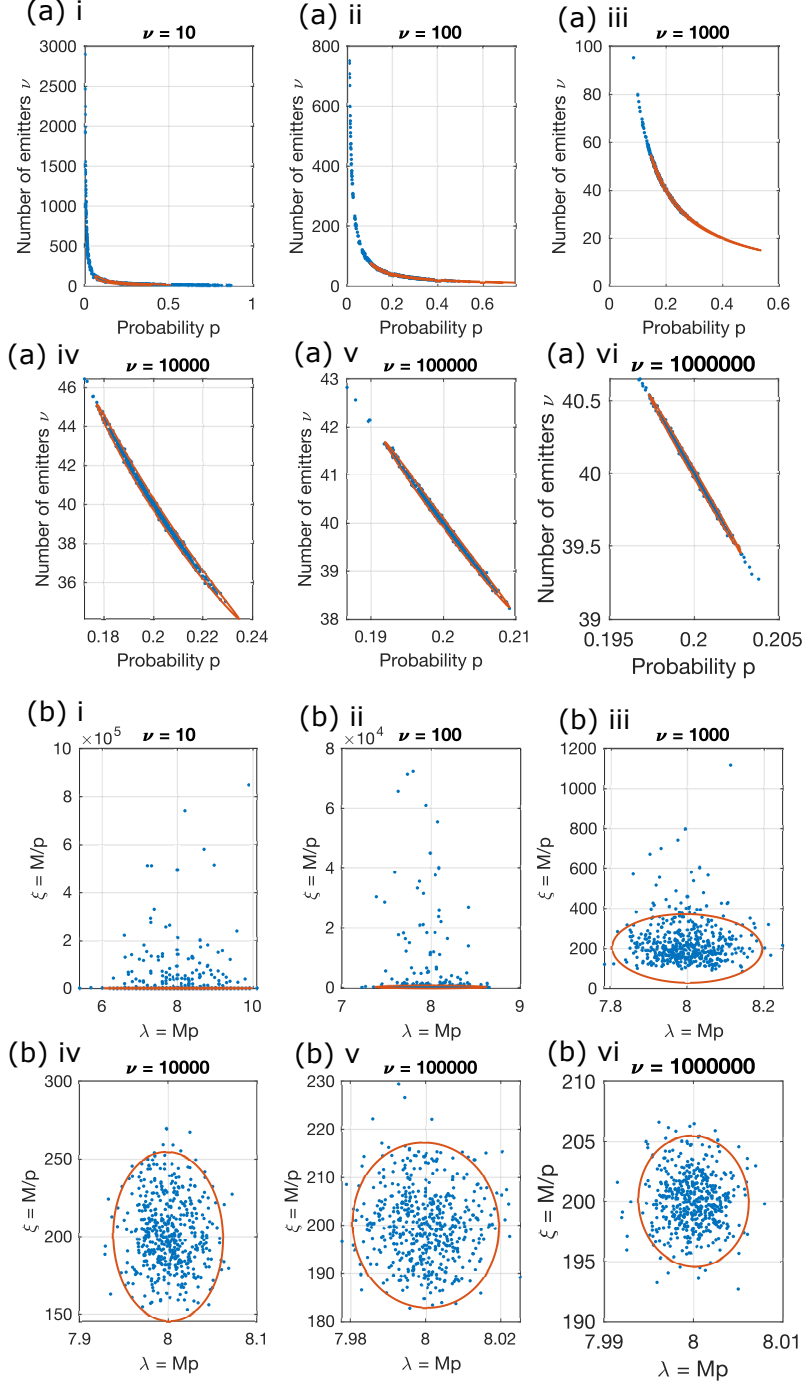 (a) i
(a) ii
(a) iii
ν = 10
ν = 100
ν = 1000
Number of emitters ν
3000
2500
2000
1500
1000
500
0
0
0.5
1
Probability p
Number of emitters ν
800
600
400
200
0
0
0.2
0.4
0.6
Probability p
Number of emitters ν
100
80
60
40
20
0
0
0.2
0.4
0.6
Probability p
(a) iv
(a) v
(a) vi
ν = 10000
ν = 100000
ν = 1000000
Number of emitters ν
46
44
42
40
38
36
0.18
0.2
0.22
0.24
Probability p
Number of emitters ν
43
42
41
40
39
38
0.19
0.2
0.21
Probability p
Number of emitters ν
40.5
40
39.5
39
0.195
0.2
0.205
Probability p
(b) i
(b) ii
(b) iii
ν = 10
ν = 100
ν = 1000
×10⁵
ξ = M/p
10
8
6
4
2
0
6
8
10
λ = Mp
×10⁴
ξ = M/p
8
6
4
2
0
7
8
9
λ = Mp
ξ = M/p
1200
1000
800
600
400
200
0
7.8
8
8.2
λ = Mp
(b) iv
(b) v
(b) vi
ν = 10000
ν = 100000
ν = 1000000
ξ = M/p
300
250
200
150
7.9
8
8.1
λ = Mp
ξ = M/p
230
220
210
200
190
180
7.98
8
8.02
λ = Mp
ξ = M/p
210
205
200
195
190
7.99
8
8.01
λ = Mp